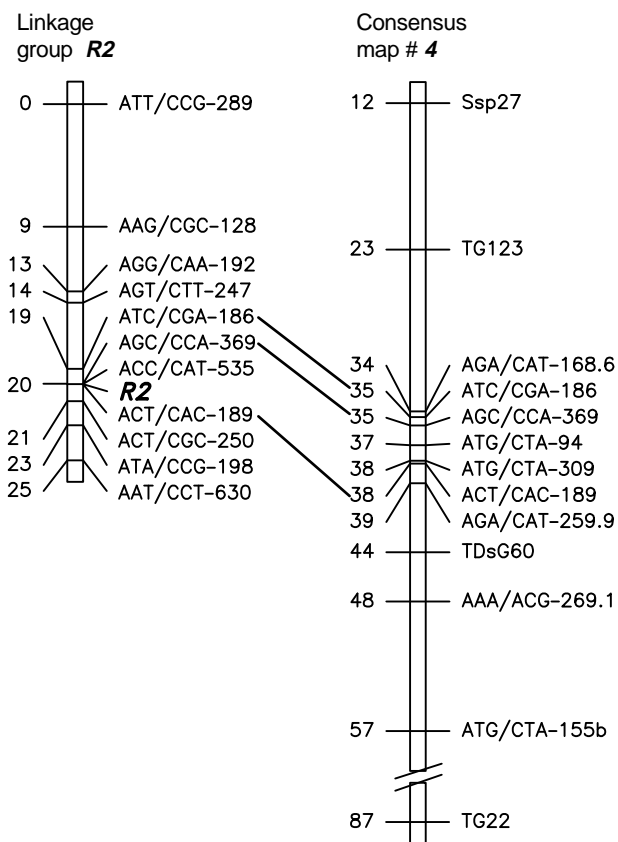 Linkage
group R2
0 ATT/CCG-289
9 AAG/CGC-128
13 AGG/CAA-192
14 AGT/CTT-247
19 ATC/CGA-186
AGC/CCA-369
ACC/CAT-535
20 R2
ACT/CAC-189
21 ACT/CGC-250
23 ATA/CCG-198
25 AAT/CCT-630
Consensus
map # 4
12 Ssp27
23 TG123
34 AGA/CAT-168.6
35 ATC/CGA-186
35 AGC/CCA-369
37 ATG/CTA-94
38 ATG/CTA-309
38 ACT/CAC-189
39 AGA/CAT-259.9
44 TDsG60
48 AAA/ACG-269.1
57 ATG/CTA-155b
87 TG22